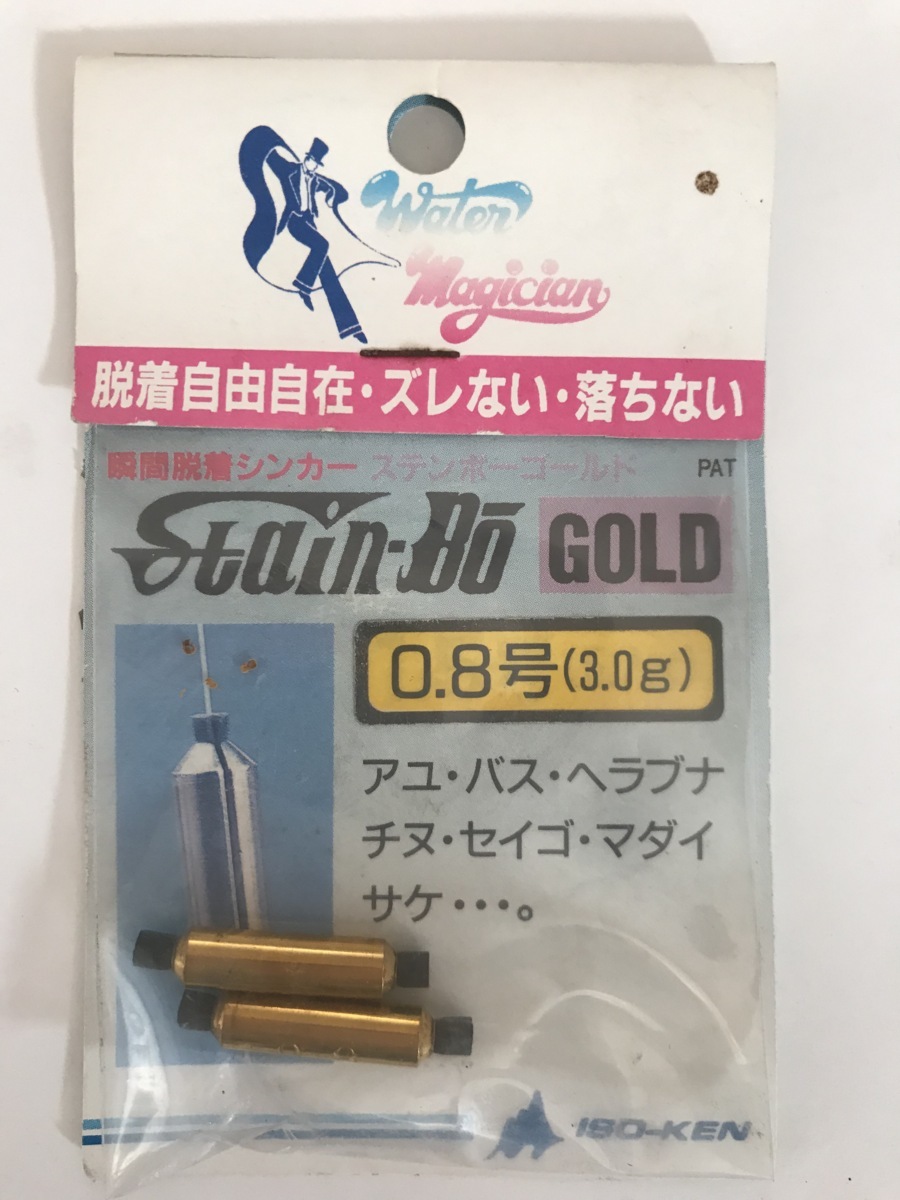 Water
Magician
脱着自由自在・ズレない・落ちない
瞬間脱着シンカー ステンボーゴールド PAT
Stain-Bō GOLD
0.8号(3.0g)
アユ・バス・ヘラブナ
チヌ・セイゴ・マダイ
サケ・・・。
ISO-KEN